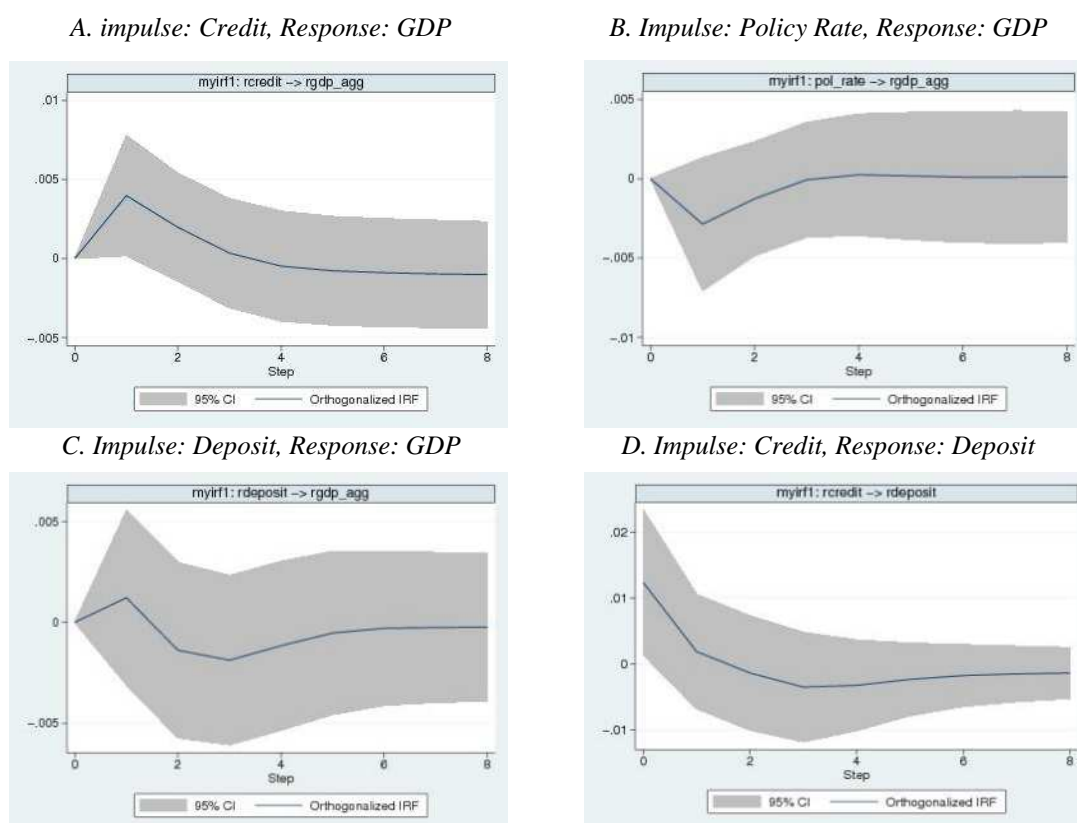 A. impulse: Credit, Response: GDP
myirf1: rcredit -> rgdp_agg
.01
.005
0
-.005
0 2 4 6 8
Step
95% CI Orthogonalized IRF
B. Impulse: Policy Rate, Response: GDP
myirf1: pol_rate -> rgdp_agg
.005
0
-.005
-.01
0 2 4 6 8
Step
95% CI Orthogonalized IRF
C. Impulse: Deposit, Response: GDP
myirf1: rdeposit -> rgdp_agg
.005
0
-.005
0 2 4 6 8
Step
95% CI Orthogonalized IRF
D. Impulse: Credit, Response: Deposit
myirf1: rcredit -> rdeposit
.02
.01
0
-.01
0 2 4 6 8
Step
95% CI Orthogonalized IRF